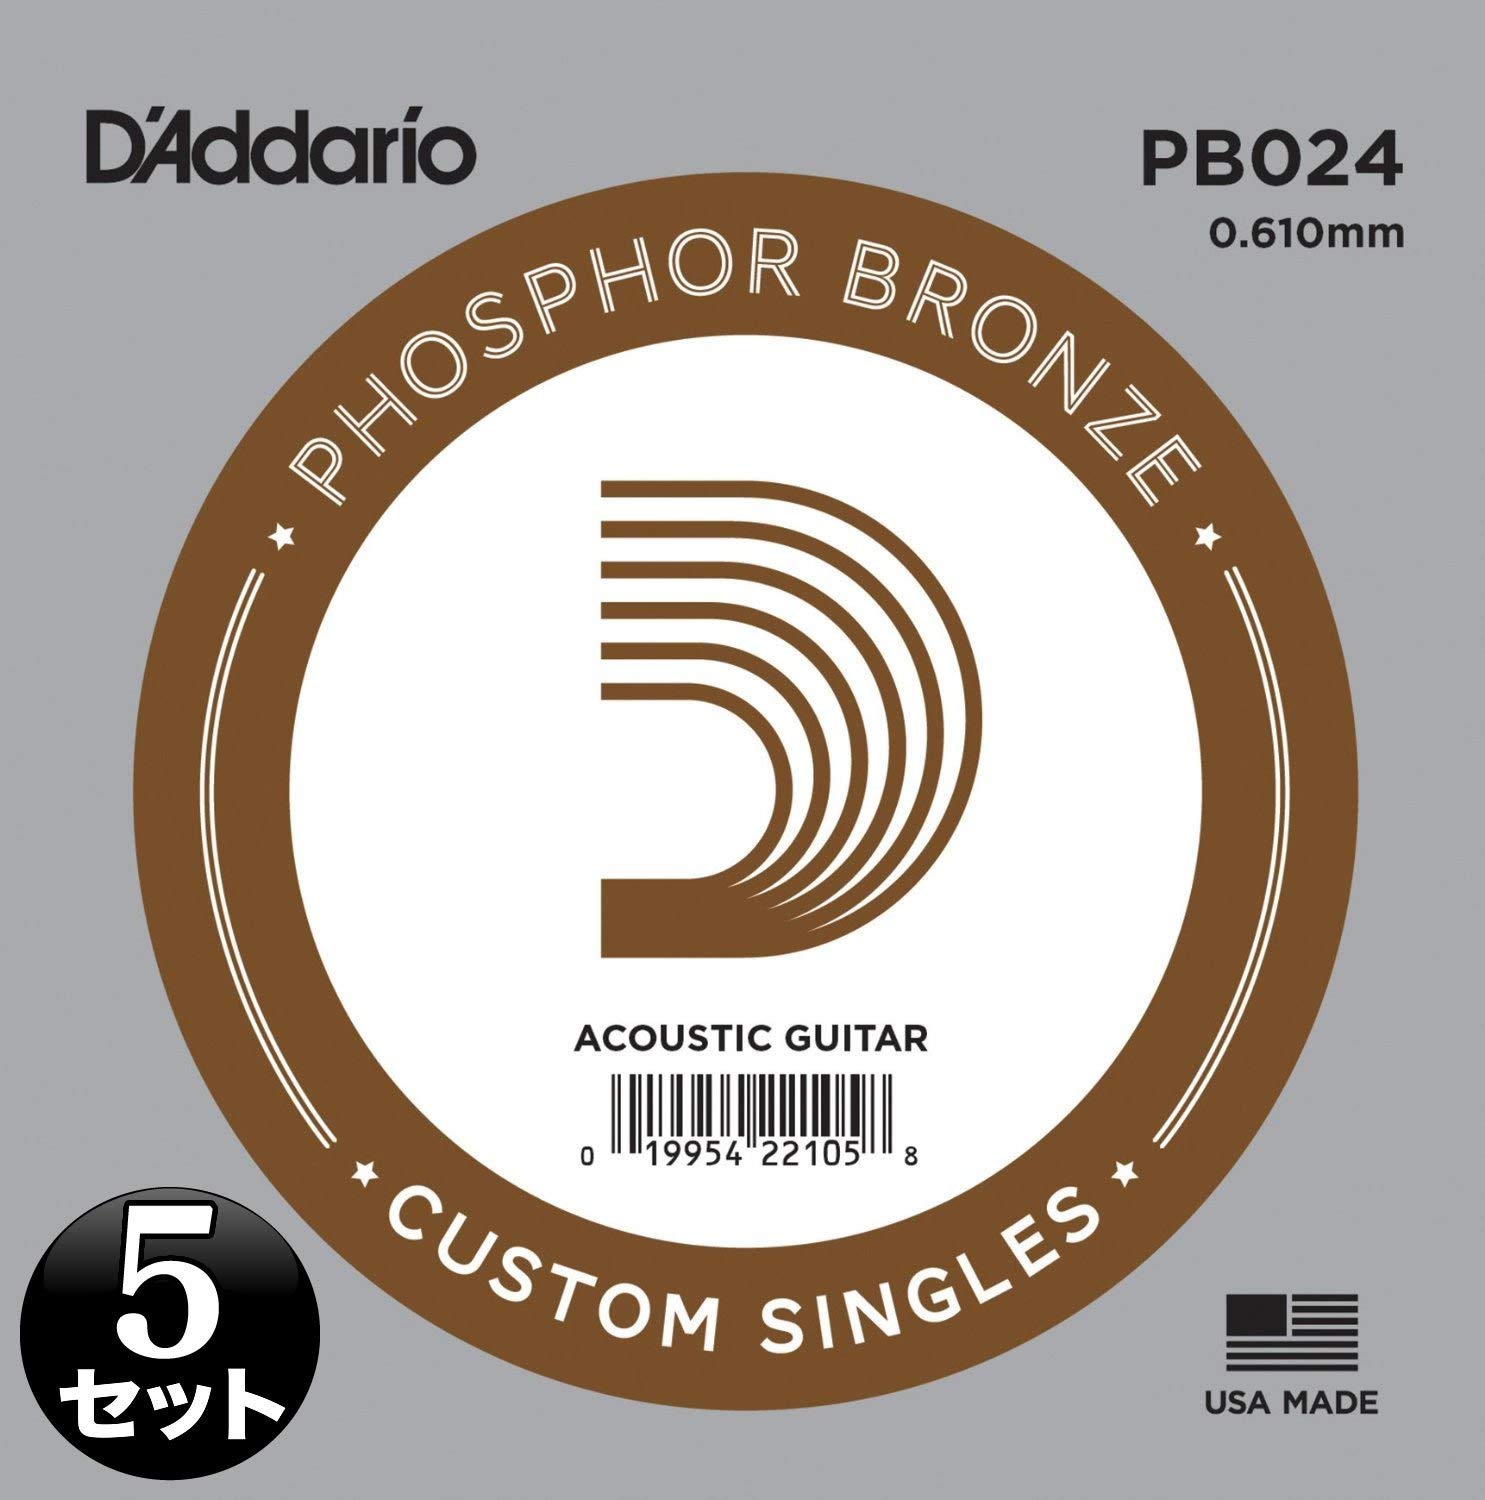 D'Addario
PB024
0.610mm
PHOSPHOR BRONZE
ACOUSTIC GUITAR
0 19954 22105 8
CUSTOM SINGLES
5
セット
USA MADE